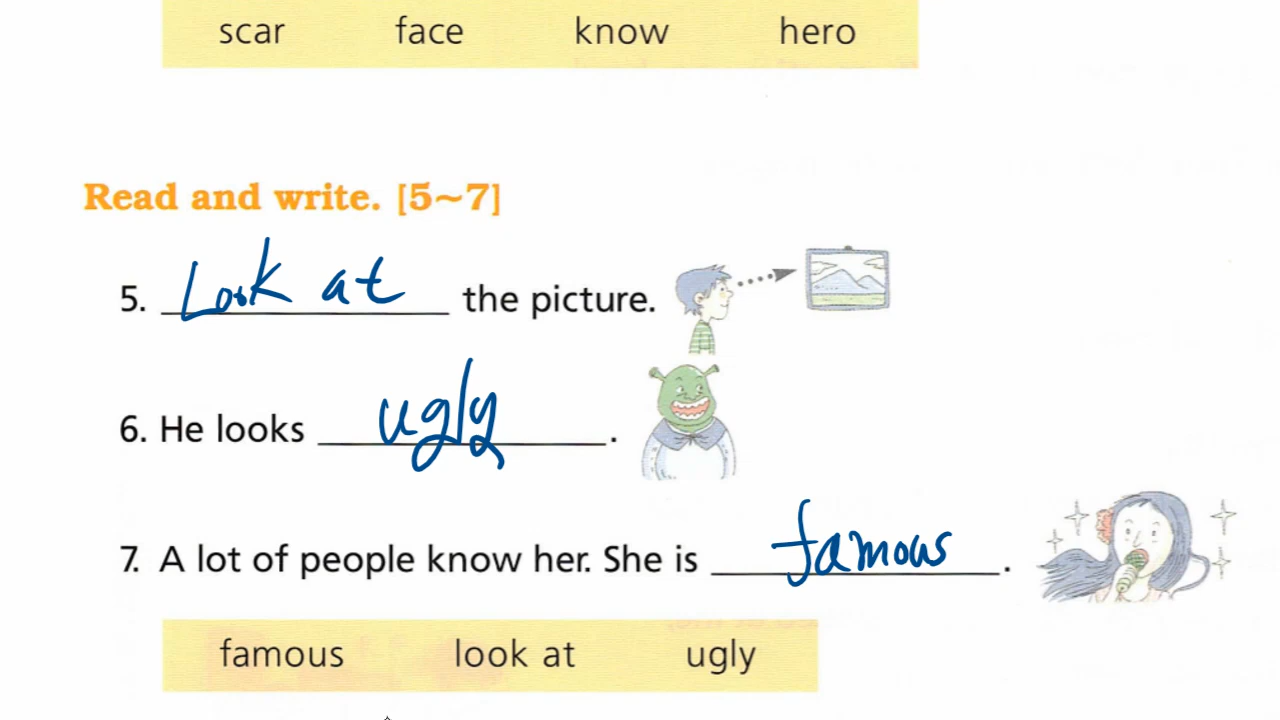 scar face know hero
Read and write. [5~7]
5. Look at the picture.
6. He looks ugly.
7. A lot of people know her. She is famous.
famous look at ugly